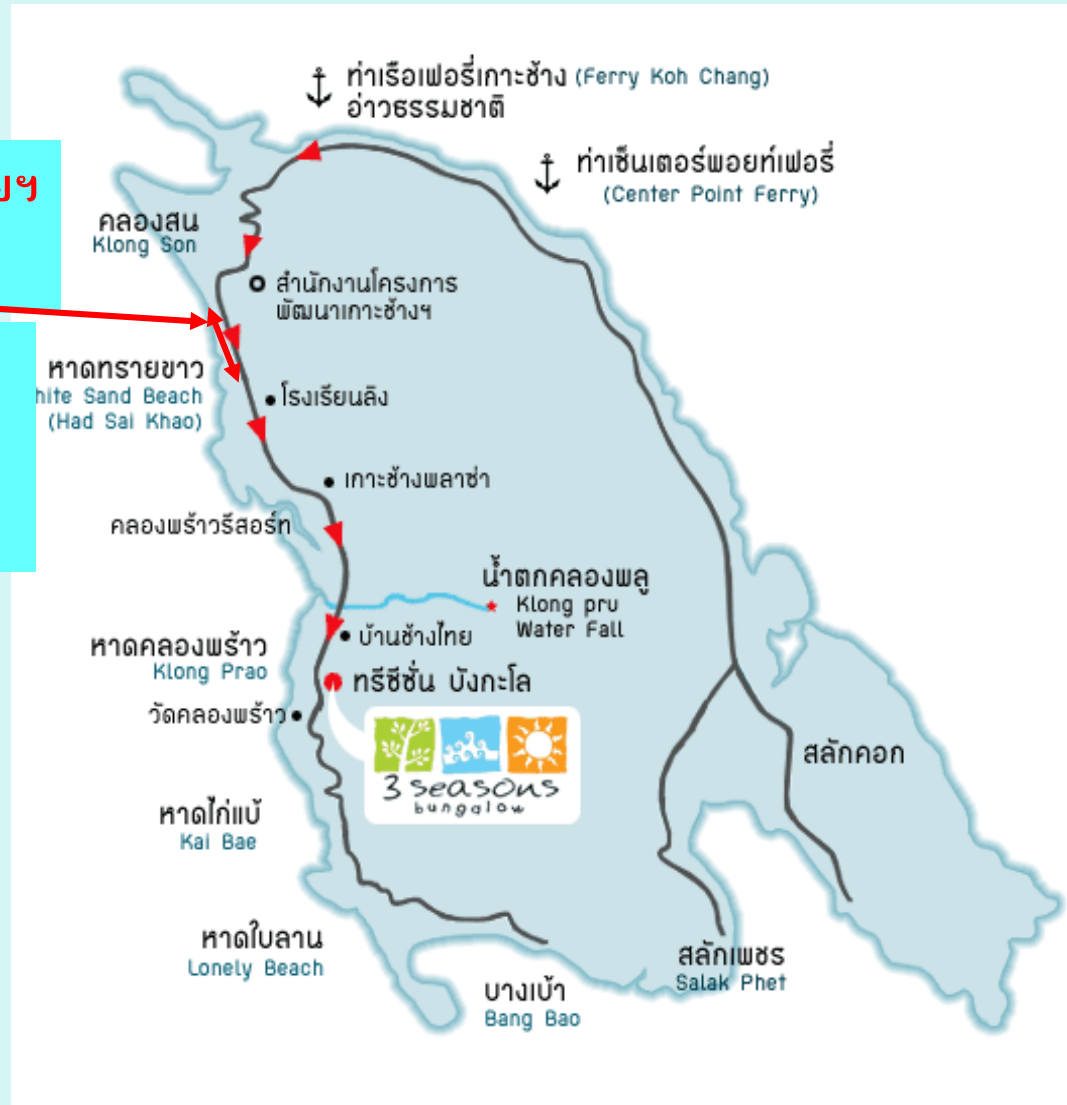 ท่าเรือเฟอรี่เกาะช้าง (Ferry Koh Chang)
อ่าวธรรมชาติ
ท่าเซ็นเตอร์พอยท์เฟอรี่
(Center Point Ferry)
คลองสน
Klong Son
สำนักงานโครงการ
พัฒนาเกาะช้างฯ
หาดทรายขาว
Sand Beach
(Had Sai Khao)
โรงเรียนลิง
เกาะช้างพลาซ่า
คลองพร้าวรีสอร์ท
น้ำตกคลองพลู
Klong pru
Water Fall
บ้านช้างไทย
หาดคลองพร้าว
Klong Prao
ทรีซีซั่น บังกะโล
วัดคลองพร้าว
3 seasons
bungalow
สลักคอก
หาดไก่แบ้
Kai Bae
หาดใบลาน
Lonely Beach
สลักเพชร
Salak Phet
บางเบ้า
Bang Bao